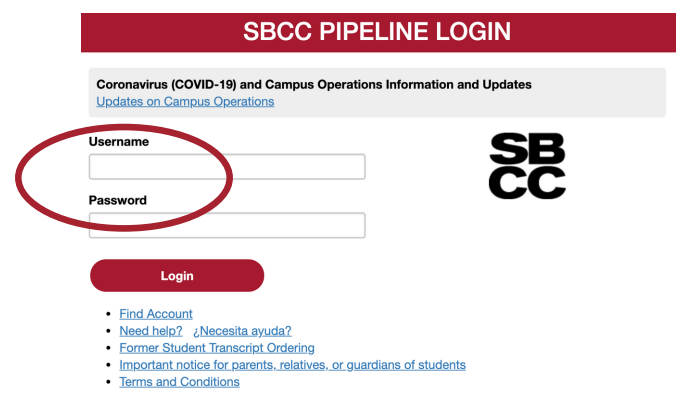 SBCC PIPELINE LOGIN
Coronavirus (COVID-19) and Campus Operations Information and Updates
Updates on Campus Operations
Username
SB
CC
Password
Login
Find Account
Need help? ¿Necesita ayuda?
Former Student Transcript Ordering
Important notice for parents, relatives, or guardians of students
Terms and Conditions